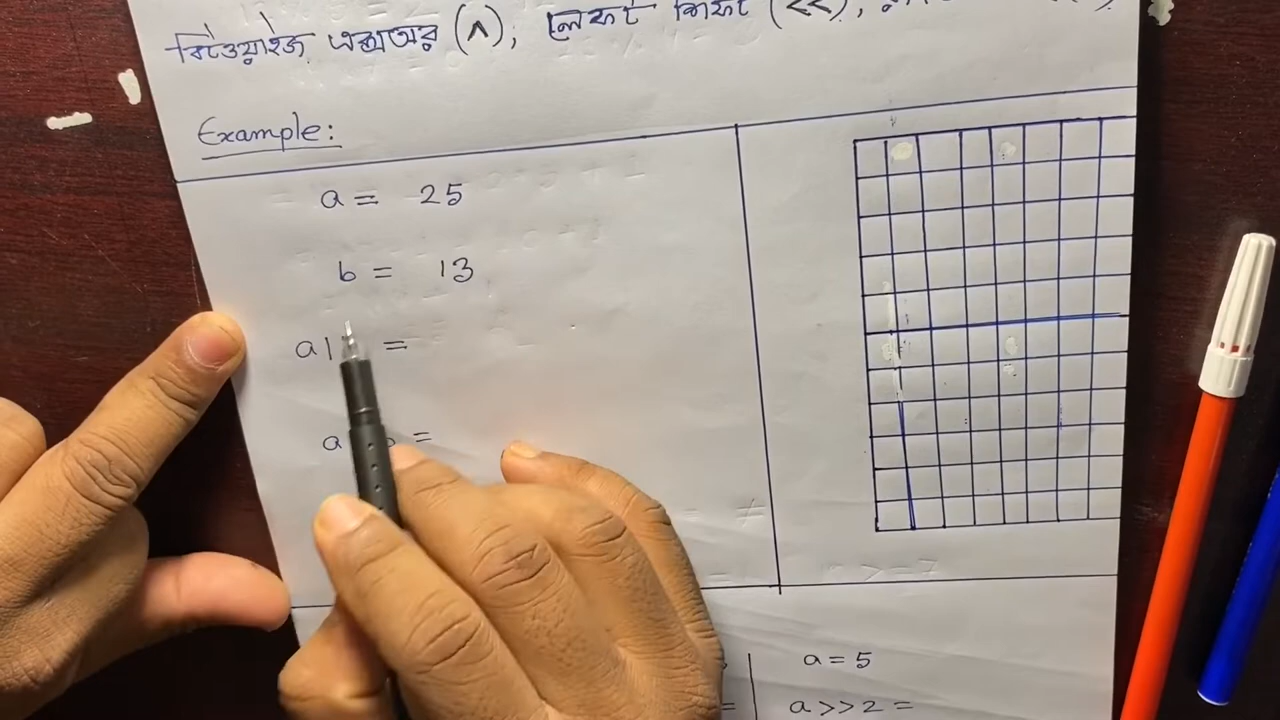 বিটওয়াইজ এক্সঅর (^), লেফট শিফট (<<),
Example:
a = 25
b = 13
a | =
a =
a = 5
a >> 2 =